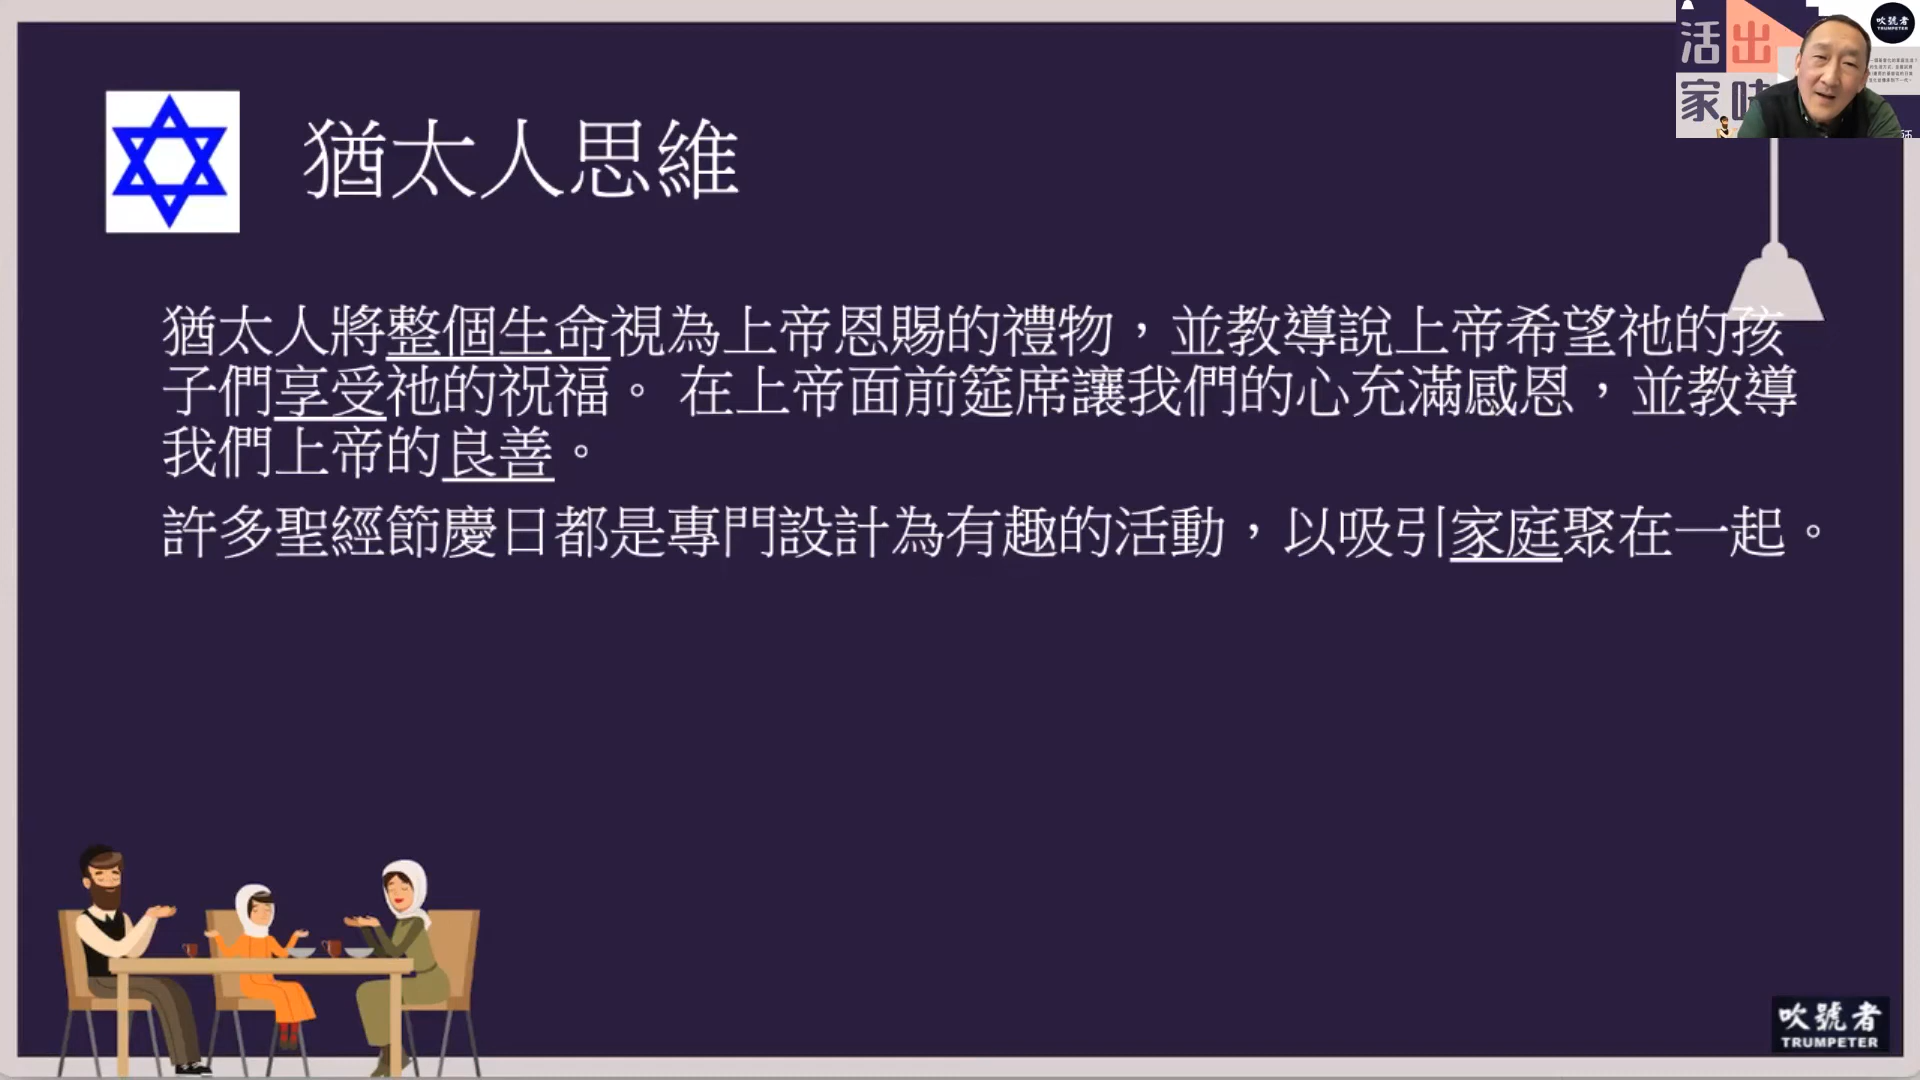 猶太人思維
猶太人將整個生命視為上帝恩賜的禮物，並教導說上帝希望祂的孩
子們享受祂的祝福。 在上帝面前筵席讓我們的心充滿感恩，並教導
我們上帝的良善。
許多聖經節慶日都是專門設計為有趣的活動，以吸引家庭聚在一起。
活出
家
吹號者
TRUMPETER
吹號者
TRUMPETER